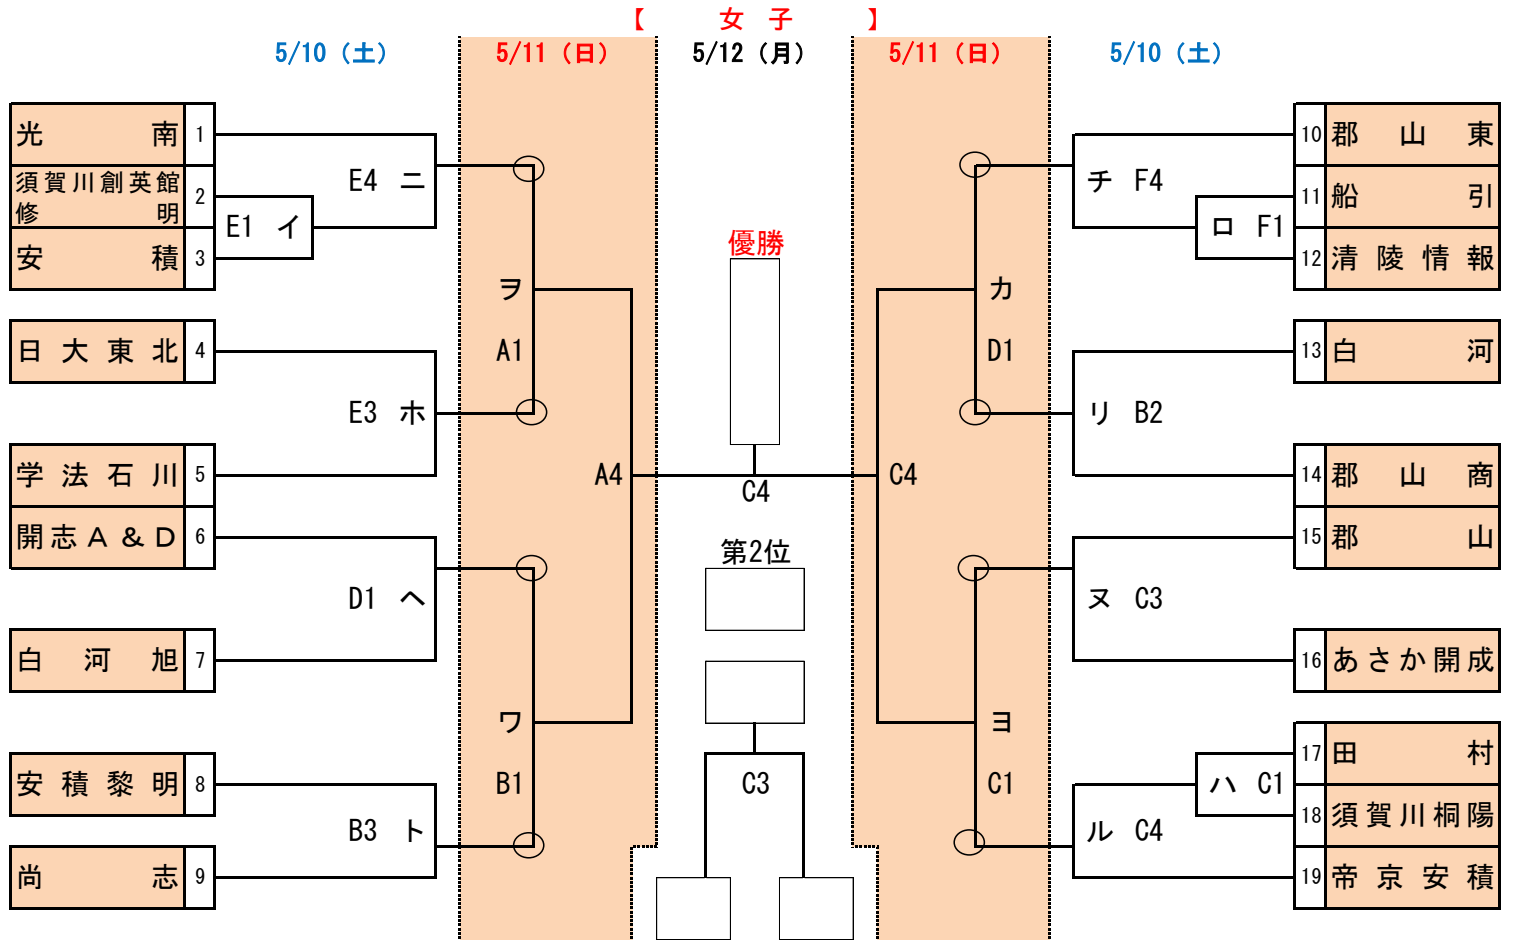 【 女 子 】
5/10（土） 5/11（日） 5/12（月） 5/11（日） 5/10（土）
光 南 1
須賀川創英館
修 明 2
安 積 3
E1 イ
E4 ニ
日大東北 4
学法石川 5
E3 ホ
開志Ａ＆Ｄ 6
白河旭 7
D1 ヘ
安積黎明 8
尚 志 9
B3 ト
ヲ
A1
ワ
B1
A4
優勝
C4
第2位
C3
C4
カ
D1
ヨ
C1
チ F4
ロ F1
リ B2
ヌ C3
ハ C1
ル C4
10 郡山東
11 船 引
12 清陵情報
13 白 河
14 郡山商
15 郡 山
16 あさか開成
17 田 村
18 須賀川桐陽
19 帝京安積